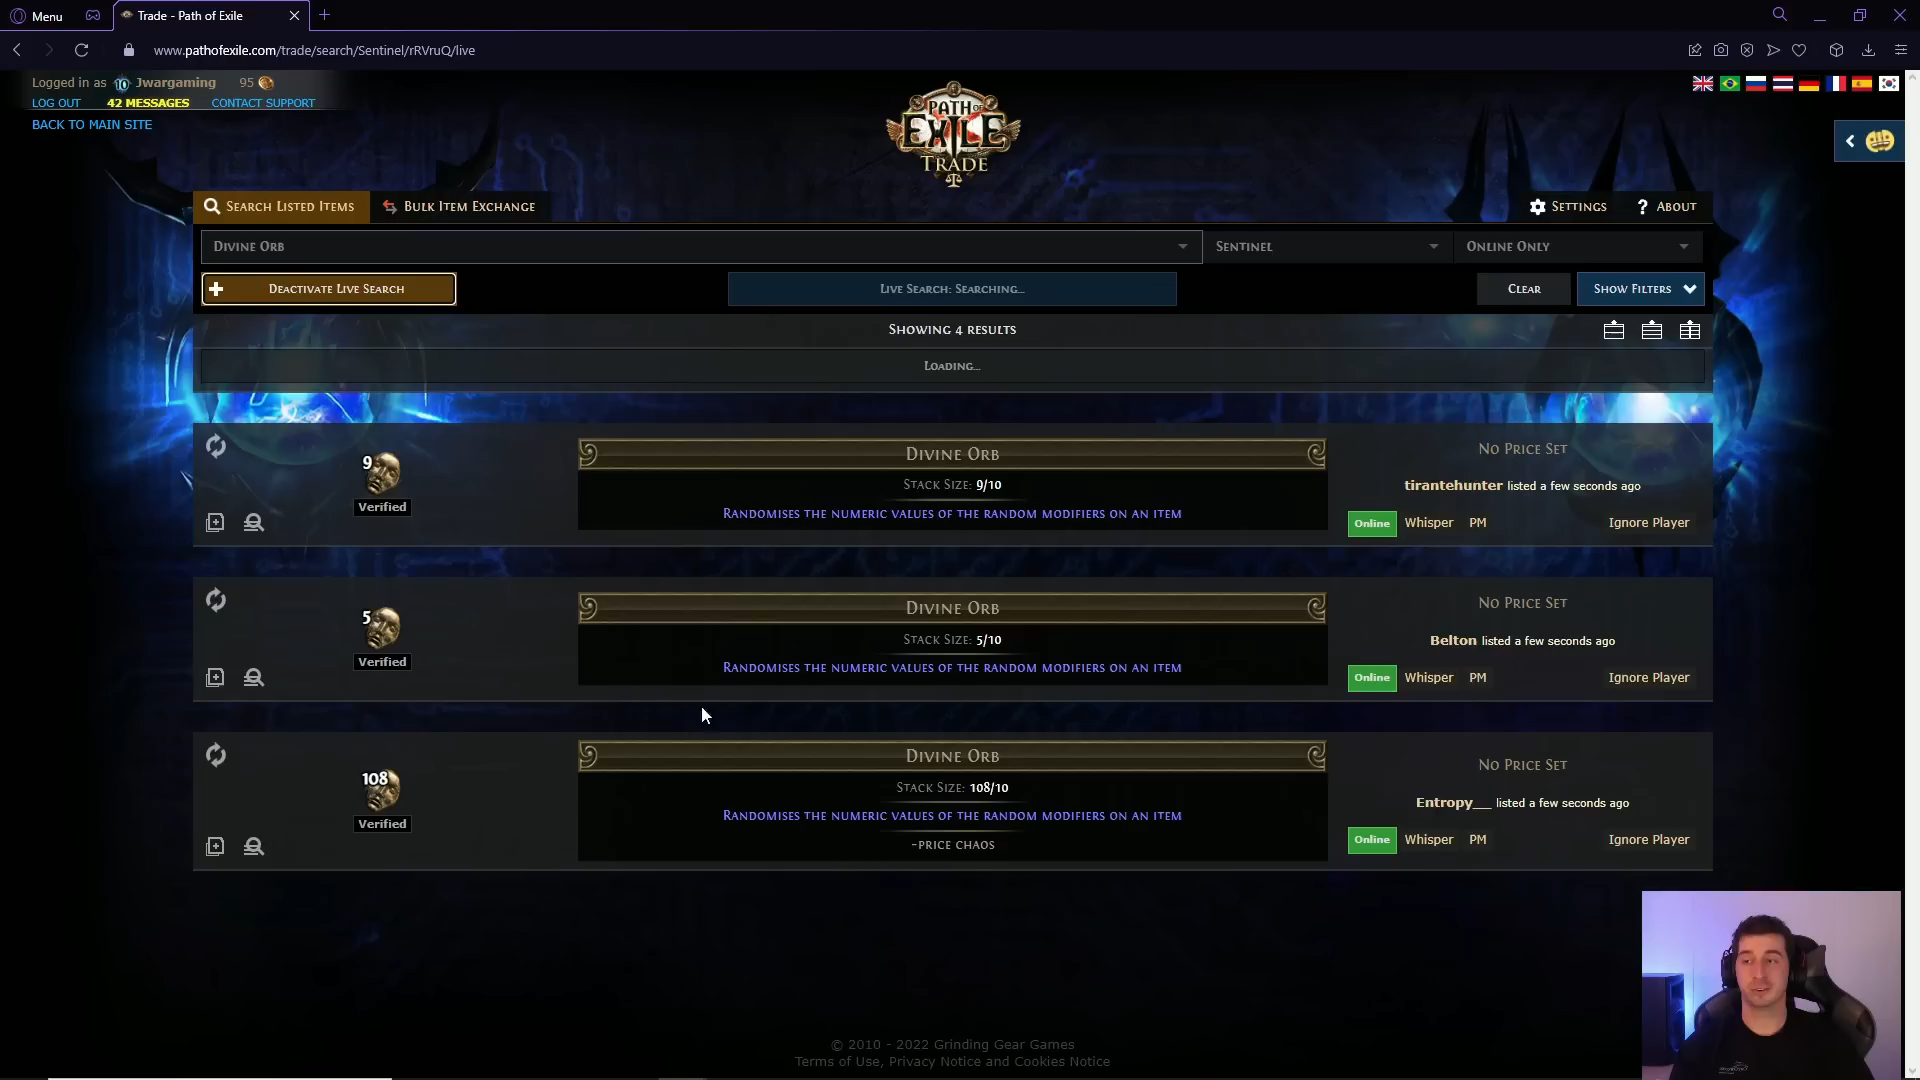 Menu
Trade - Path of Exile
www.pathofexile.com/trade/search/Sentinel/rRVruQ/live
Logged in as Jwargaming 95
LOG OUT 42 MESSAGES CONTACT SUPPORT
BACK TO MAIN SITE
PATH OF
EXILE
TRADE
Search Listed Items
Bulk Item Exchange
Settings
? About
Divine Orb
Sentinel
Online Only
Deactivate Live Search
Live Search: Searching...
Clear
Show Filters
Showing 4 results
Loading...
9
Verified
Divine Orb
Stack Size: 9/10
Randomises the numeric values of the random modifiers on an item
No Price Set
tirantehunter listed a few seconds ago
Online Whisper PM Ignore Player
5
Verified
Divine Orb
Stack Size: 5/10
Randomises the numeric values of the random modifiers on an item
No Price Set
Belton listed a few seconds ago
Online Whisper PM Ignore Player
108
Verified
Divine Orb
Stack Size: 108/10
Randomises the numeric values of the random modifiers on an item
~price chaos
No Price Set
Entropy__ listed a few seconds ago
Online Whisper PM Ignore Player
© 2010 - 2022 Grinding Gear Games
Terms of Use, Privacy Notice and Cookies Notice